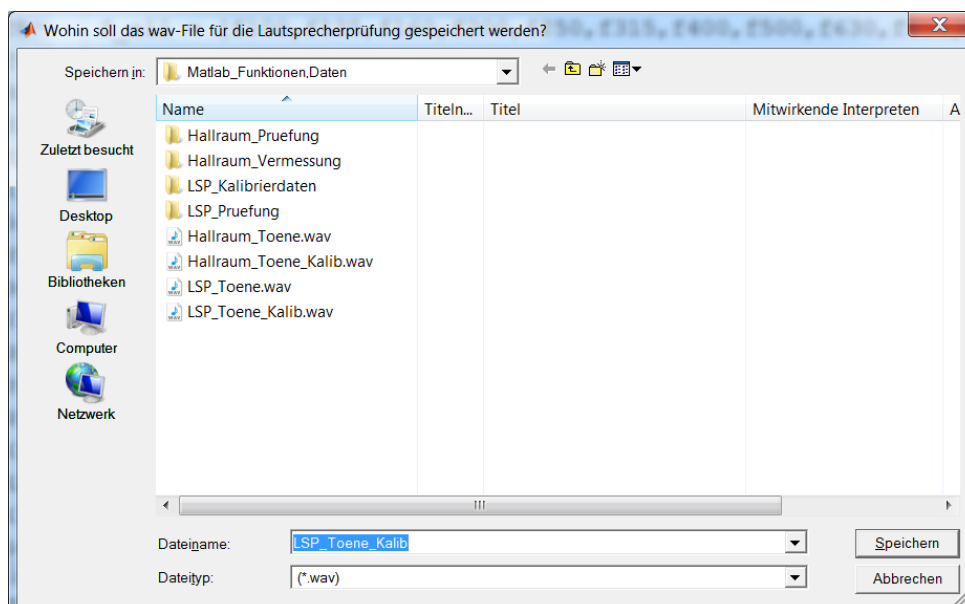 Wohin soll das wav-File für die Lautsprecherprüfung gespeichert werden?
Speichern in: Matlab_Funktionen,Daten
Name Titeln... Titel Mitwirkende Interpreten A
Zuletzt besucht
Desktop
Bibliotheken
Computer
Netzwerk
Hallraum_Pruefung
Hallraum_Vermessung
LSP_Kalibrierdaten
LSP_Pruefung
Hallraum_Toene.wav
Hallraum_Toene_Kalib.wav
LSP_Toene.wav
LSP_Toene_Kalib.wav
Dateiname: LSP_Toene_Kalib Speichern
Dateityp: (*.wav) Abbrechen